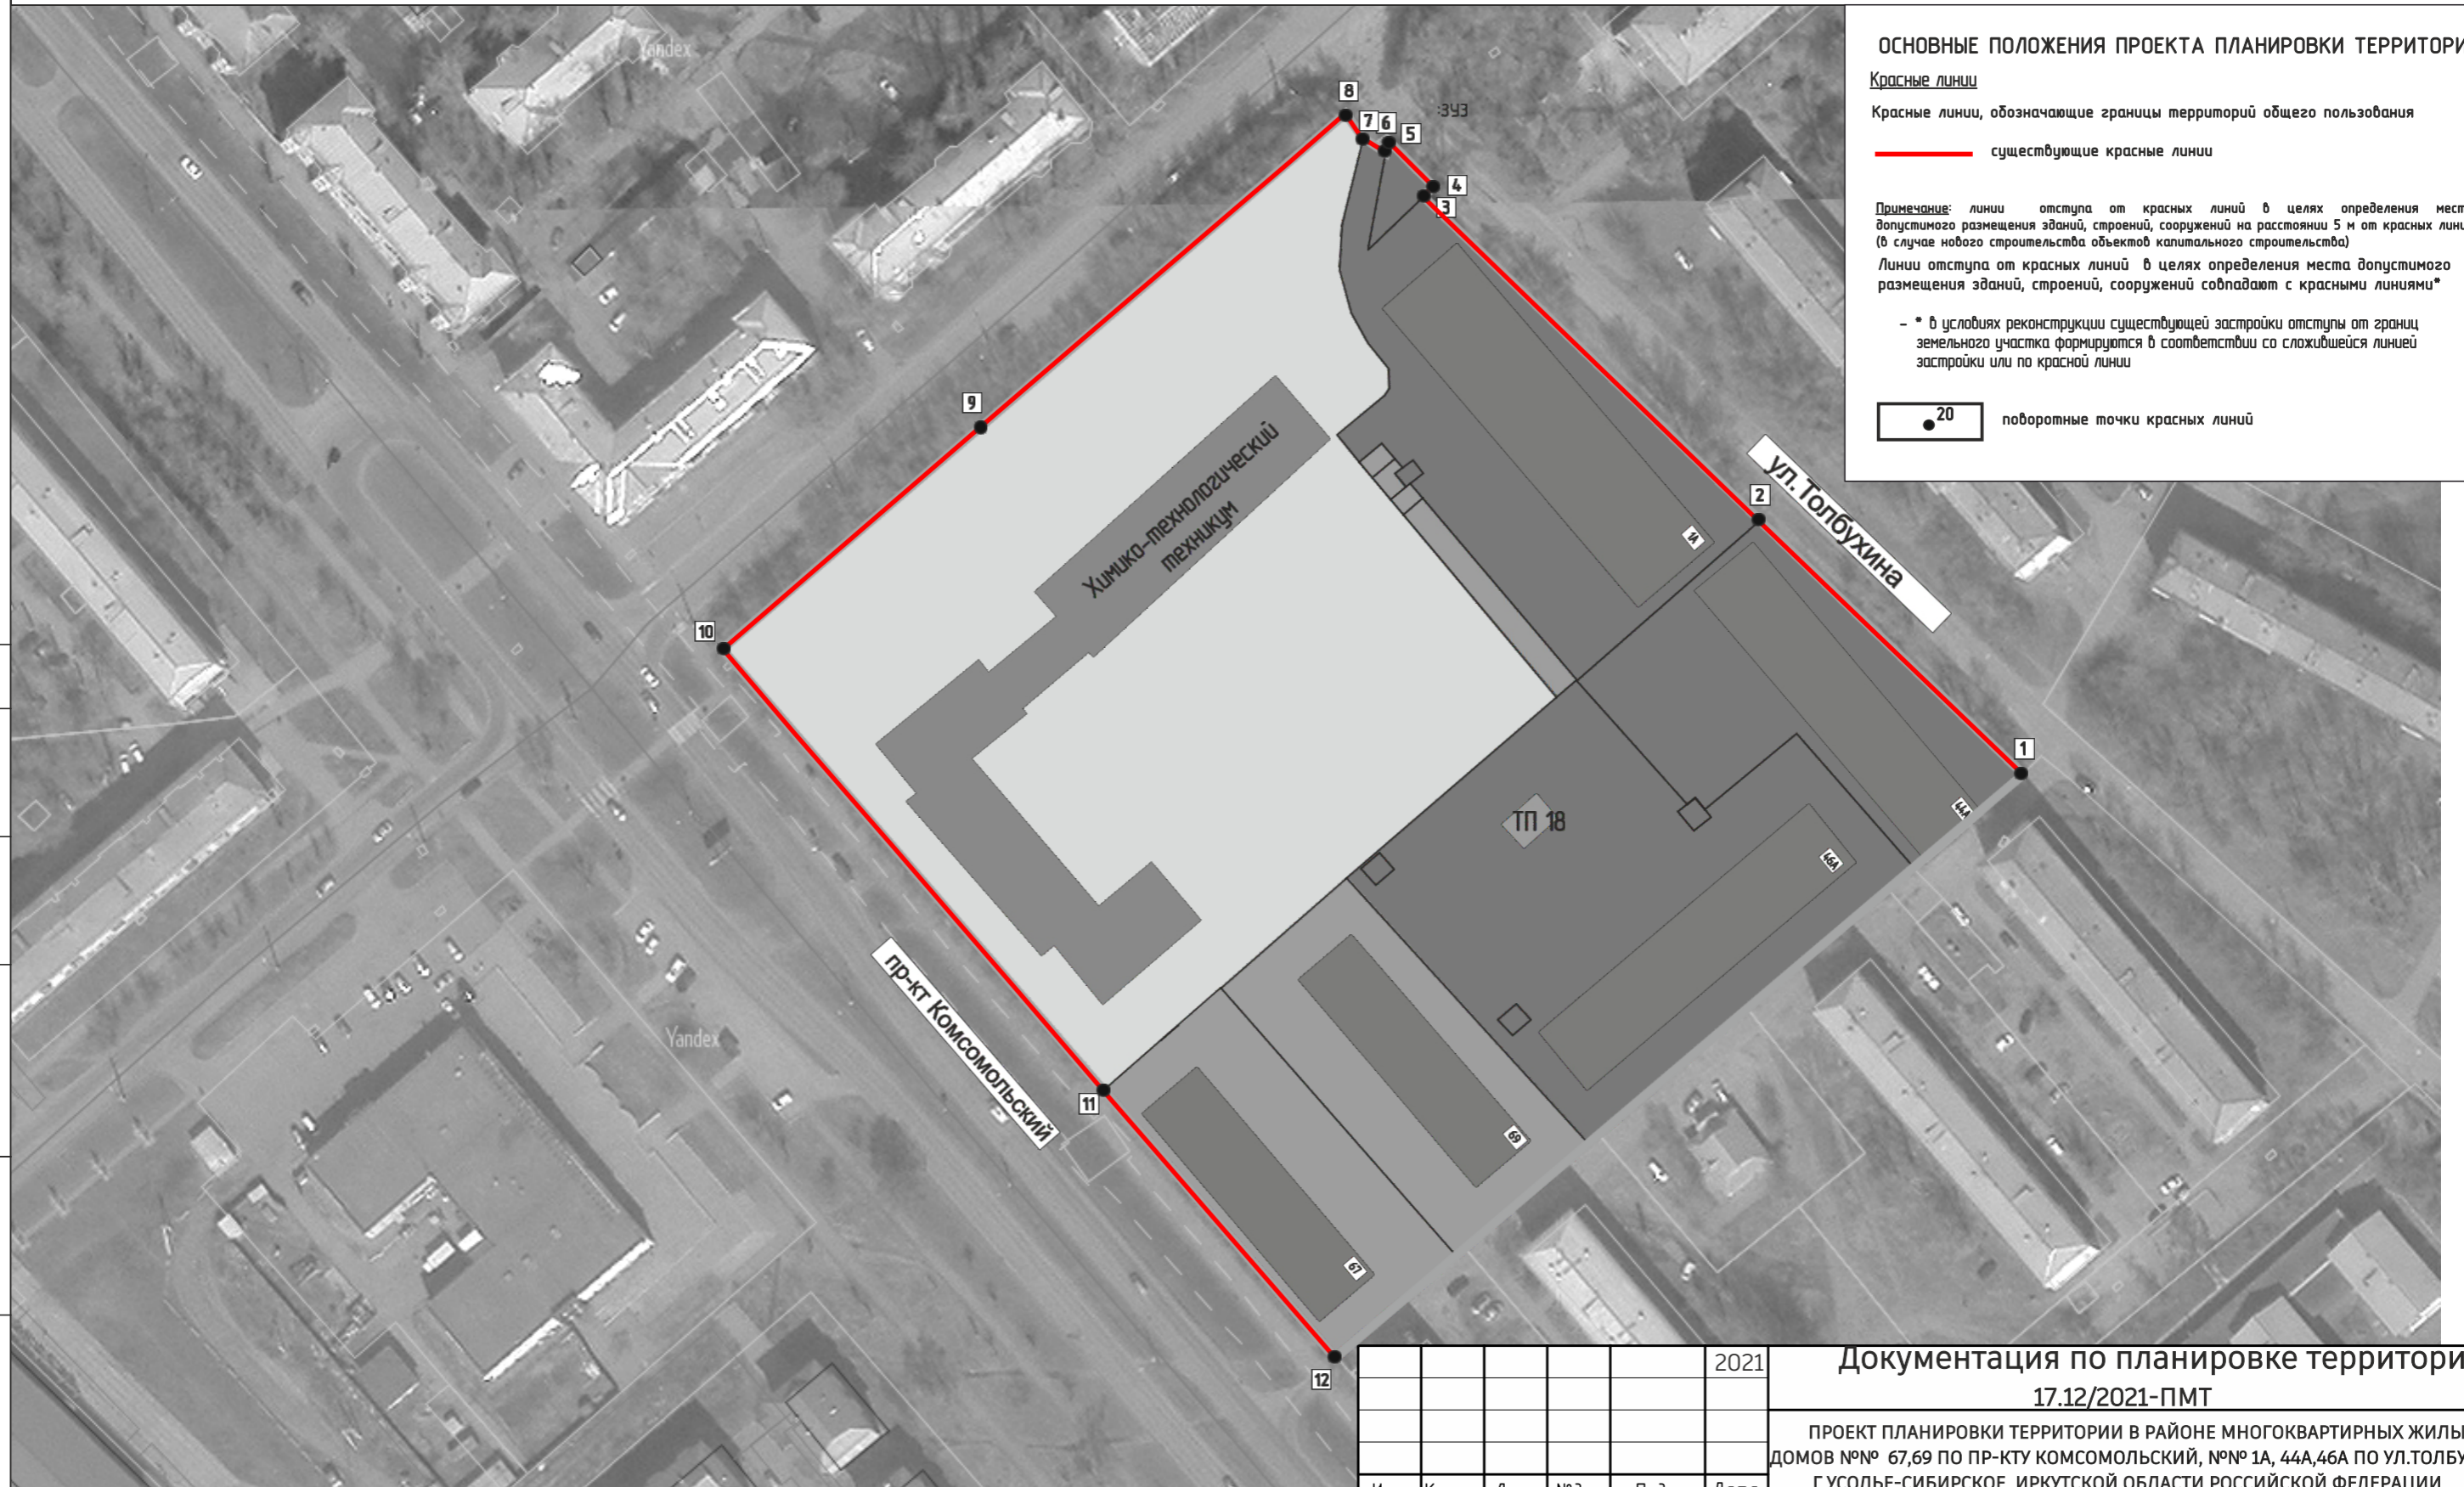 Yandex
8
7
6
5
4
3
:ЗУ3
9
10
2
1
11
12
ул. Толбухина
Химико-технологический
техникум
1А
44А
46А
ТП 18
69
67
пр-кт Комсомольский
Yandex
ОСНОВНЫЕ ПОЛОЖЕНИЯ ПРОЕКТА ПЛАНИРОВКИ ТЕРРИТОРИ
Красные линии
Красные линии, обозначающие границы территорий общего пользования
существующие красные линии
Примечание: линии отступа от красных линий в целях определения мест
допустимого размещения зданий, строений, сооружений на расстоянии 5 м от красных лини
(в случае нового строительства объектов капитального строительства)
Линии отступа от красных линий в целях определения места допустимого
размещения зданий, строений, сооружений совпадают с красными линиями*
- * в условиях реконструкции существующей застройки отступы от границ
земельного участка формируются в соответствии со сложившейся линией
застройки или по красной линии
20
поворотные точки красных линий
2021
Документация по планировке территори
17.12/2021-ПМТ
ПРОЕКТ ПЛАНИРОВКИ ТЕРРИТОРИИ В РАЙОНЕ МНОГОКВАРТИРНЫХ ЖИЛЫ
ДОМОВ №№ 67,69 ПО ПР-КТУ КОМСОМОЛЬСКИЙ, №№ 1А, 44А,46А ПО УЛ.ТОЛБУ
Г.УСОЛЬЕ-СИБИРСКОЕ ИРКУТСКОЙ ОБЛАСТИ РОССИЙСКОЙ ФЕДЕРАЦИИ